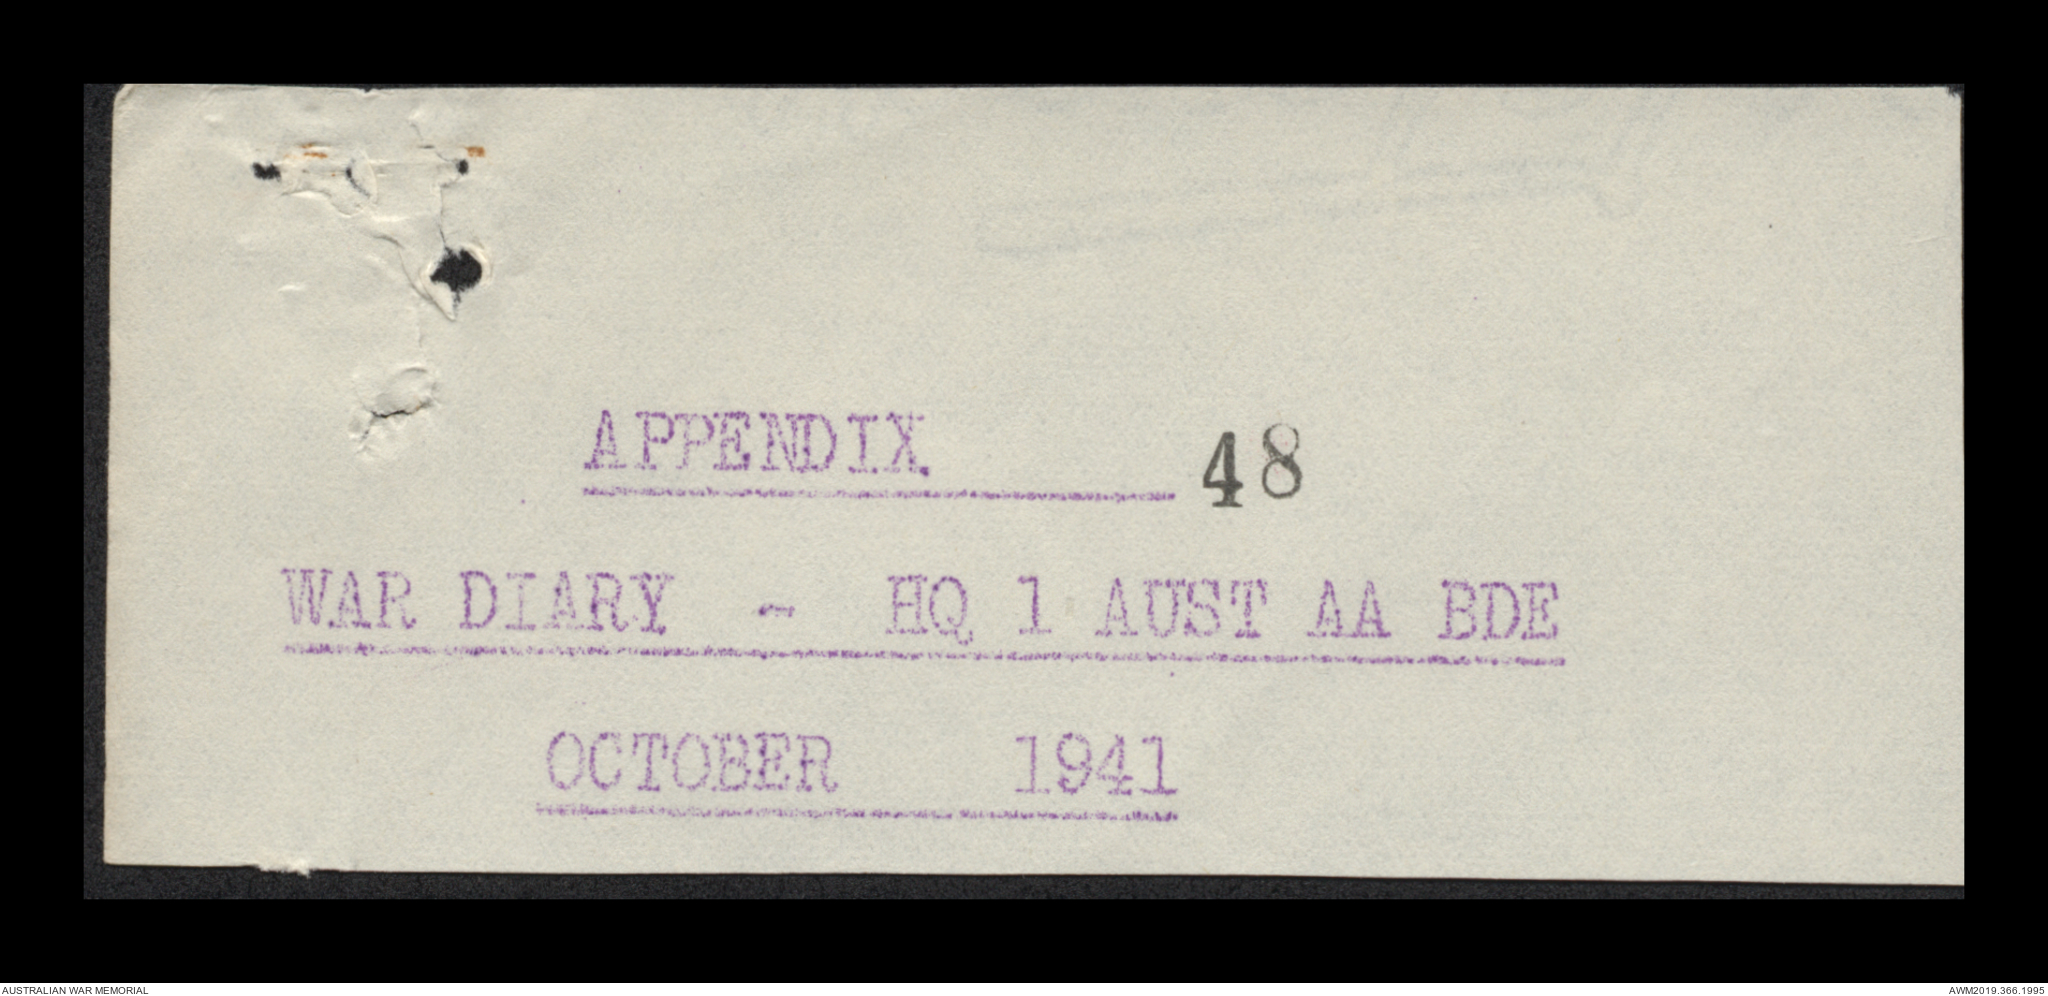 APPENDIX 48
WAR DIARY - HQ 1 AUST AA BDE
OCTOBER 1941
AUSTRALIAN WAR MEMORIAL AWM2019.366.1995